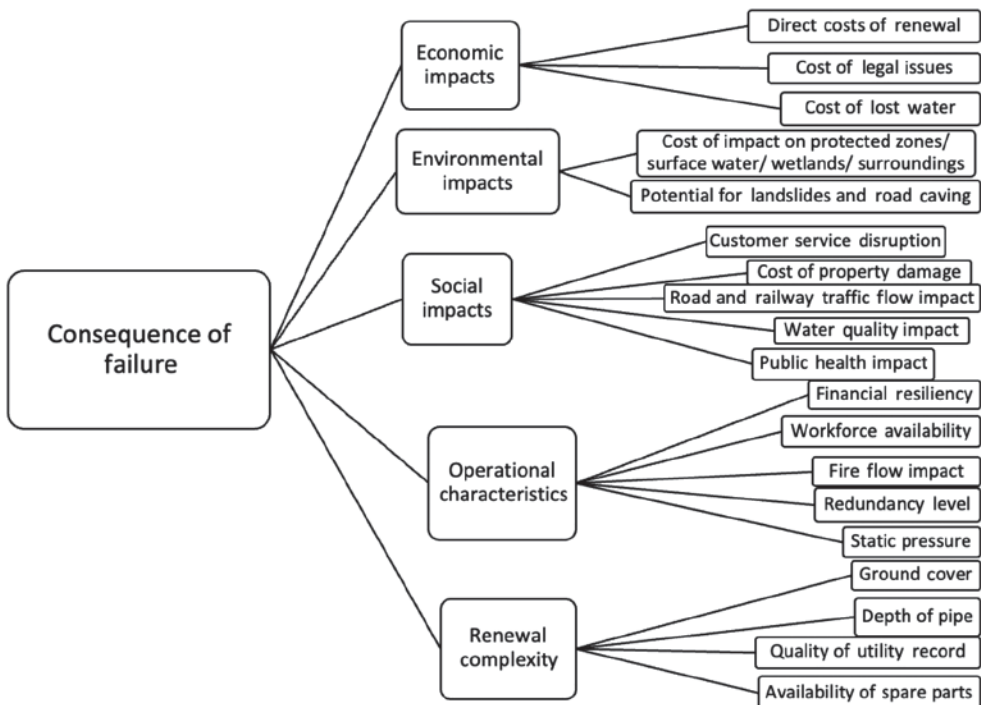 Consequence of
failure
Economic
impacts
Direct costs of renewal
Cost of legal issues
Cost of lost water
Environmental
impacts
Cost of impact on protected zones/
surface water/ wetlands/ surroundings
Potential for landslides and road caving
Social
impacts
Customer service disruption
Cost of property damage
Road and railway traffic flow impact
Water quality impact
Public health impact
Operational
characteristics
Financial resiliency
Workforce availability
Fire flow impact
Redundancy level
Static pressure
Renewal
complexity
Ground cover
Depth of pipe
Quality of utility record
Availability of spare parts